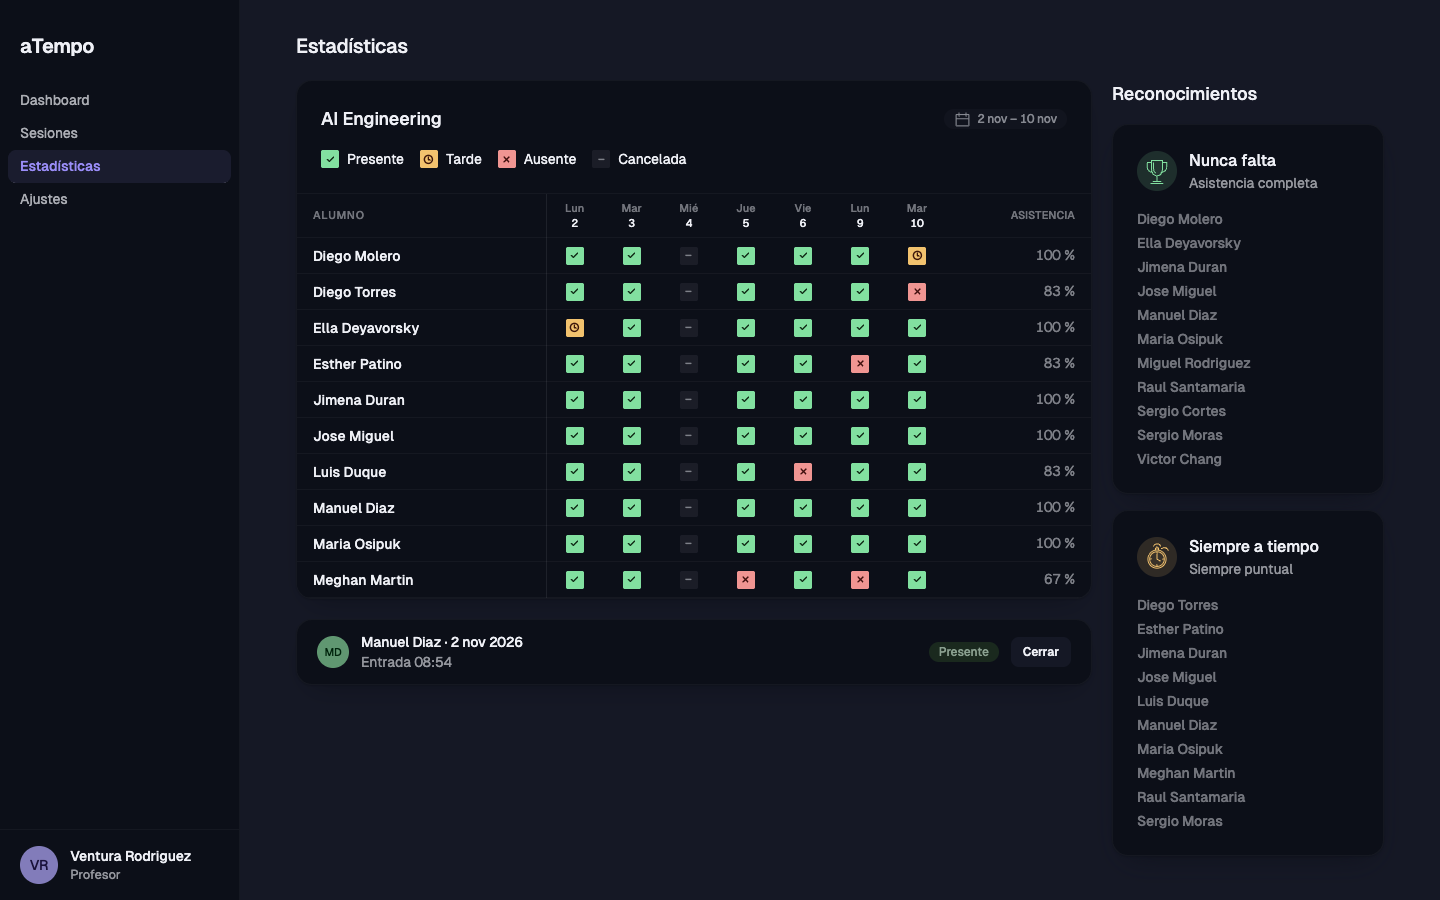 aTempo
Dashboard
Sesiones
Estadísticas
Ajustes
Ventura Rodriguez
VR
Profesor
Estadísticas
AI Engineering
2 nov – 10 nov
Presente Tarde Ausente Cancelada
ALUMNO Lun 2 Mar 3 Mié 4 Jue 5 Vie 6 Lun 9 Mar 10 ASISTENCIA
Diego Molero 100 %
Diego Torres 83 %
Ella Deyavorsky 100 %
Esther Patino 83 %
Jimena Duran 100 %
Jose Miguel 100 %
Luis Duque 83 %
Manuel Diaz 100 %
Maria Osipuk 100 %
Meghan Martin 67 %
MD
Manuel Diaz · 2 nov 2026
Entrada 08:54
Presente Cerrar
Reconocimientos
Nunca falta
Asistencia completa
Diego Molero
Ella Deyavorsky
Jimena Duran
Jose Miguel
Manuel Diaz
Maria Osipuk
Miguel Rodriguez
Raul Santamaria
Sergio Cortes
Sergio Moras
Victor Chang
Siempre a tiempo
Siempre puntual
Diego Torres
Esther Patino
Jimena Duran
Jose Miguel
Luis Duque
Manuel Diaz
Maria Osipuk
Meghan Martin
Raul Santamaria
Sergio Moras